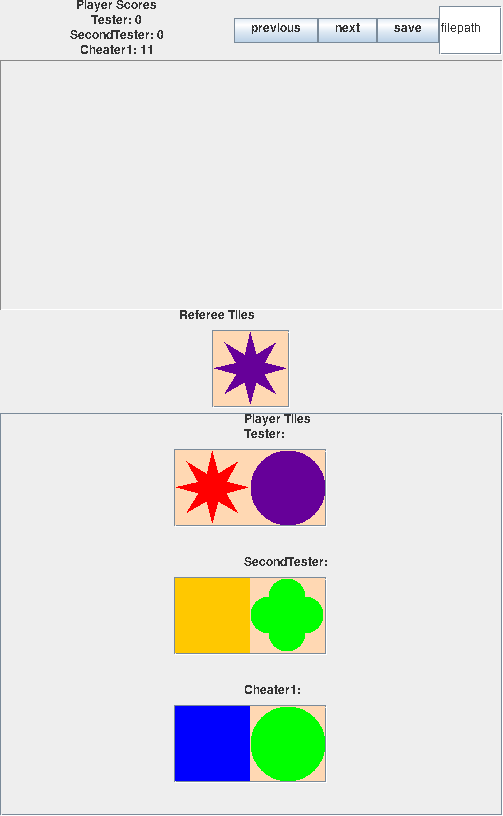 Player Scores
Tester: 0
SecondTester: 0
Cheater1: 11
previous
next
save
filepath
Referee Tiles
Player Tiles
Tester:
SecondTester:
Cheater1: